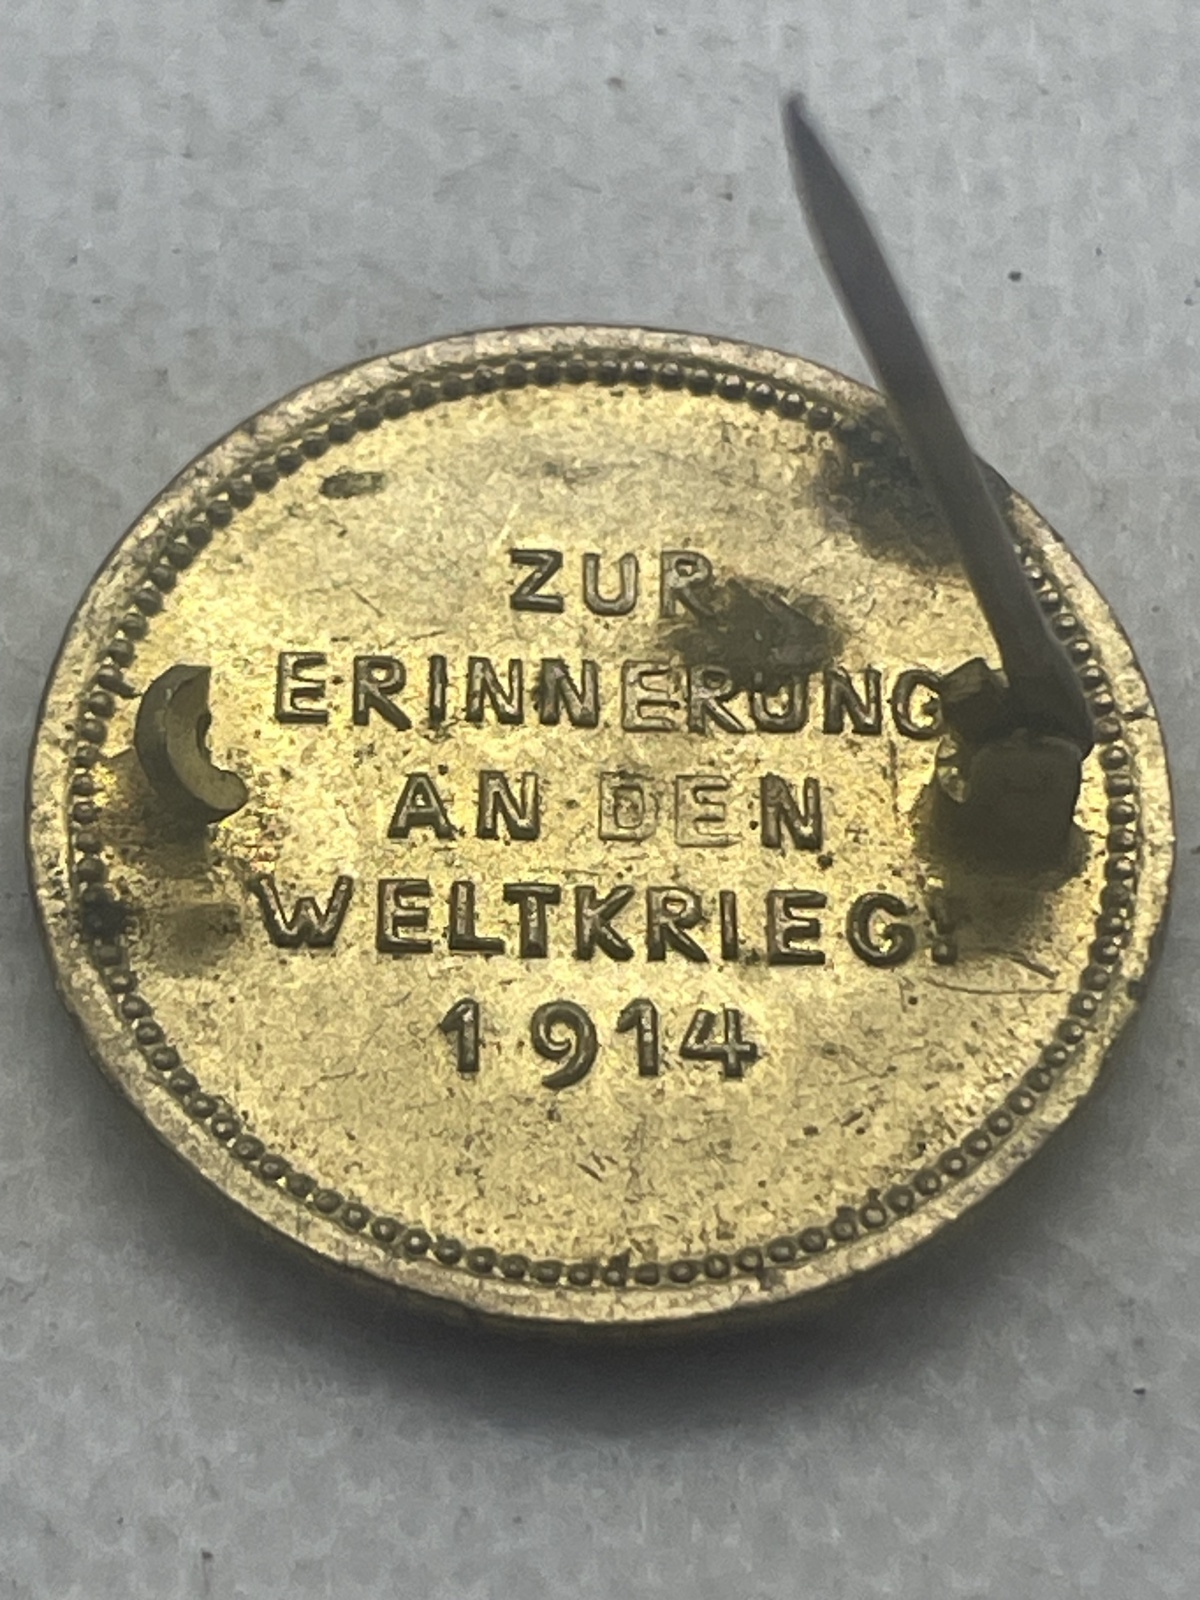 ZUR
ERINNERUNG
AN DEN
WELTKRIEG!
1914